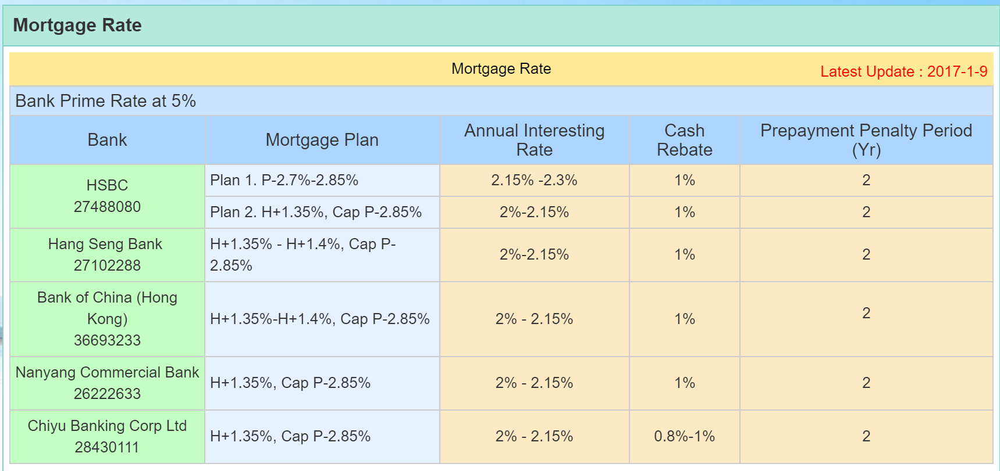 Mortgage Rate
Mortgage Rate
Latest Update : 2017-1-9
Bank Prime Rate at 5%
Bank
Mortgage Plan
Annual Interesting
Rate
Cash
Rebate
Prepayment Penalty Period
(Yr)
HSBC
27488080
Plan 1. P-2.7%-2.85%
2.15% -2.3%
1%
2
Plan 2. H+1.35%, Cap P-2.85%
2%-2.15%
1%
2
Hang Seng Bank
27102288
H+1.35% - H+1.4%, Cap P-
2.85%
2%-2.15%
1%
2
Bank of China (Hong
Kong)
36693233
H+1.35%-H+1.4%, Cap P-2.85%
2% - 2.15%
1%
2
Nanyang Commercial Bank
26222633
H+1.35%, Cap P-2.85%
2% - 2.15%
1%
2
Chiyu Banking Corp Ltd
28430111
H+1.35%, Cap P-2.85%
2% - 2.15%
0.8%-1%
2